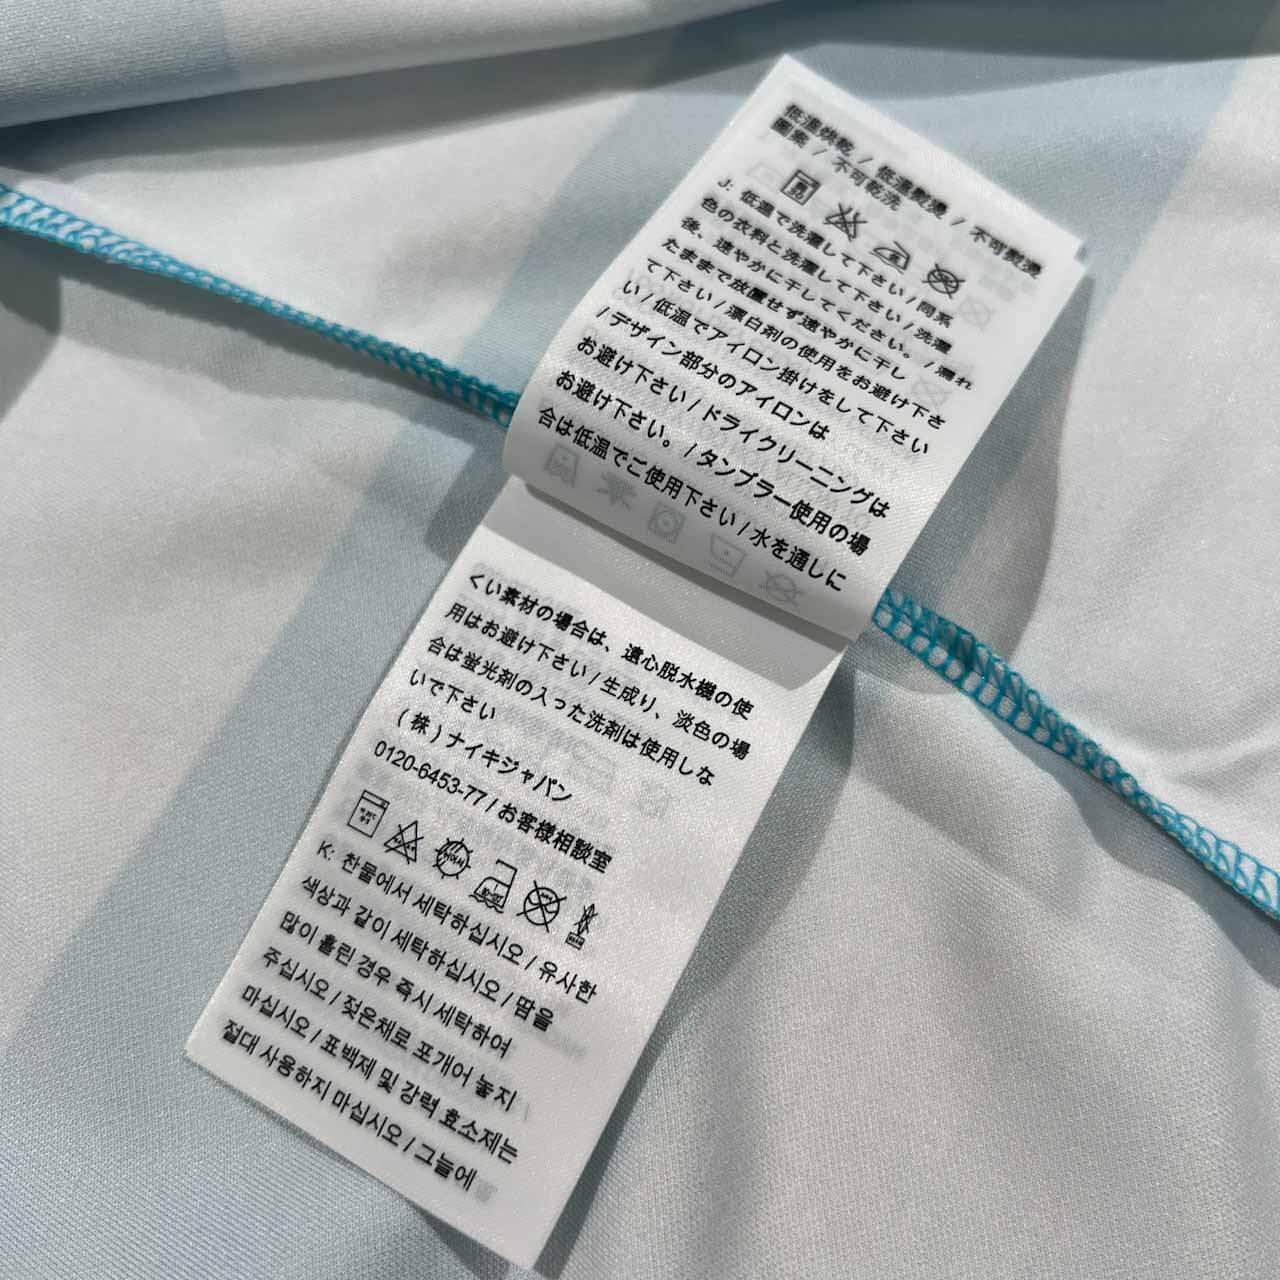 低温烘乾 / 低温熨燙 / 不可熨燙
圖案 / 不可乾洗
J: 低温で洗濯して下さい / 同系
色の衣料と洗濯して下さい / 洗濯
後、速やかに干してください。 / 濡れ
たままで放置せず速やかに干し
て下さい / 漂白剤の使用をお避け下さ
い / 低温でアイロン掛けをして下さい
/ デザイン部分のアイロンは
お避け下さい / ドライクリーニングは
お避け下さい。 / タンブラー使用の場
合は低温でご使用下さい / 水を通しに
くい素材の場合は、遠心脱水機の使
用はお避け下さい / 生成り、淡色の場
合は蛍光剤の入った洗剤は使用しな
いで下さい
(株) ナイキジャパン
0120-6453-77 / お客様相談室
K: 찬물에서 세탁하십시오 / 유사한
색상과 같이 세탁하십시오 / 땀을
많이 흘린 경우 즉시 세탁하여
주십시오 / 젖은채로 포개어 놓지
마십시오 / 표백제 및 강력 효소제는
절대 사용하지 마십시오 / 그늘에